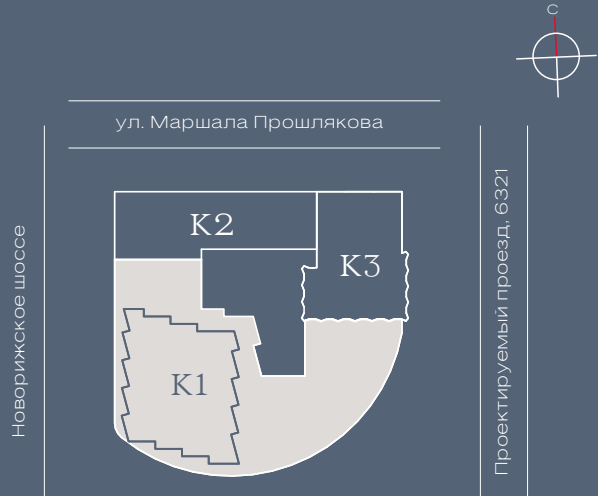 С
ул. Маршала Прошлякова
Новорижское шоссе
К2
К3
К1
Проектируемый проезд, 6321